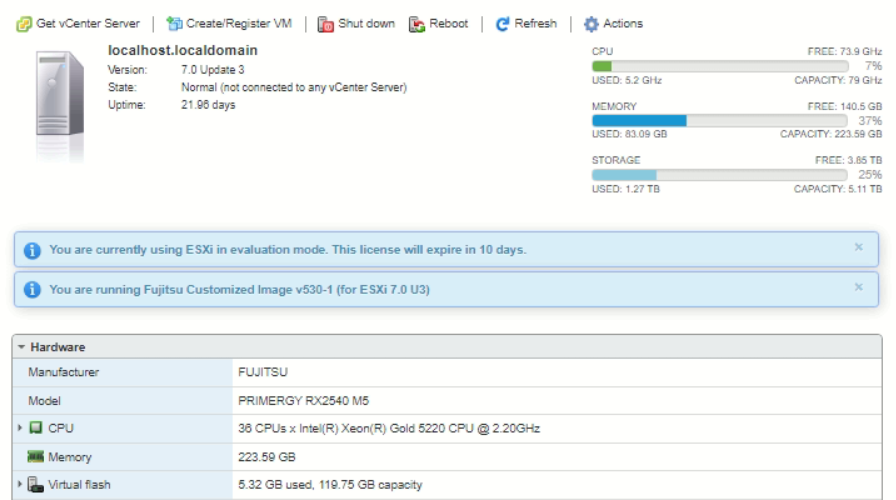 Get vCenter Server | Create/Register VM | Shut down Reboot | Refresh | Actions
localhost.localdomain
Version: 7.0 Update 3
State: Normal (not connected to any vCenter Server)
Uptime: 21.96 days
CPU FREE: 73.9 GHz
7%
USED: 5.2 GHz CAPACITY: 79 GHz
MEMORY FREE: 140.5 GB
37%
USED: 83.09 GB CAPACITY: 223.59 GB
STORAGE FREE: 3.85 TB
25%
USED: 1.27 TB CAPACITY: 5.11 TB
You are currently using ESXi in evaluation mode. This license will expire in 10 days.
You are running Fujitsu Customized Image v530-1 (for ESXi 7.0 U3)
Hardware
Manufacturer FUJITSU
Model PRIMERGY RX2540 M5
CPU 36 CPUs x Intel(R) Xeon(R) Gold 5220 CPU @ 2.20GHz
Memory 223.59 GB
Virtual flash 5.32 GB used, 119.75 GB capacity